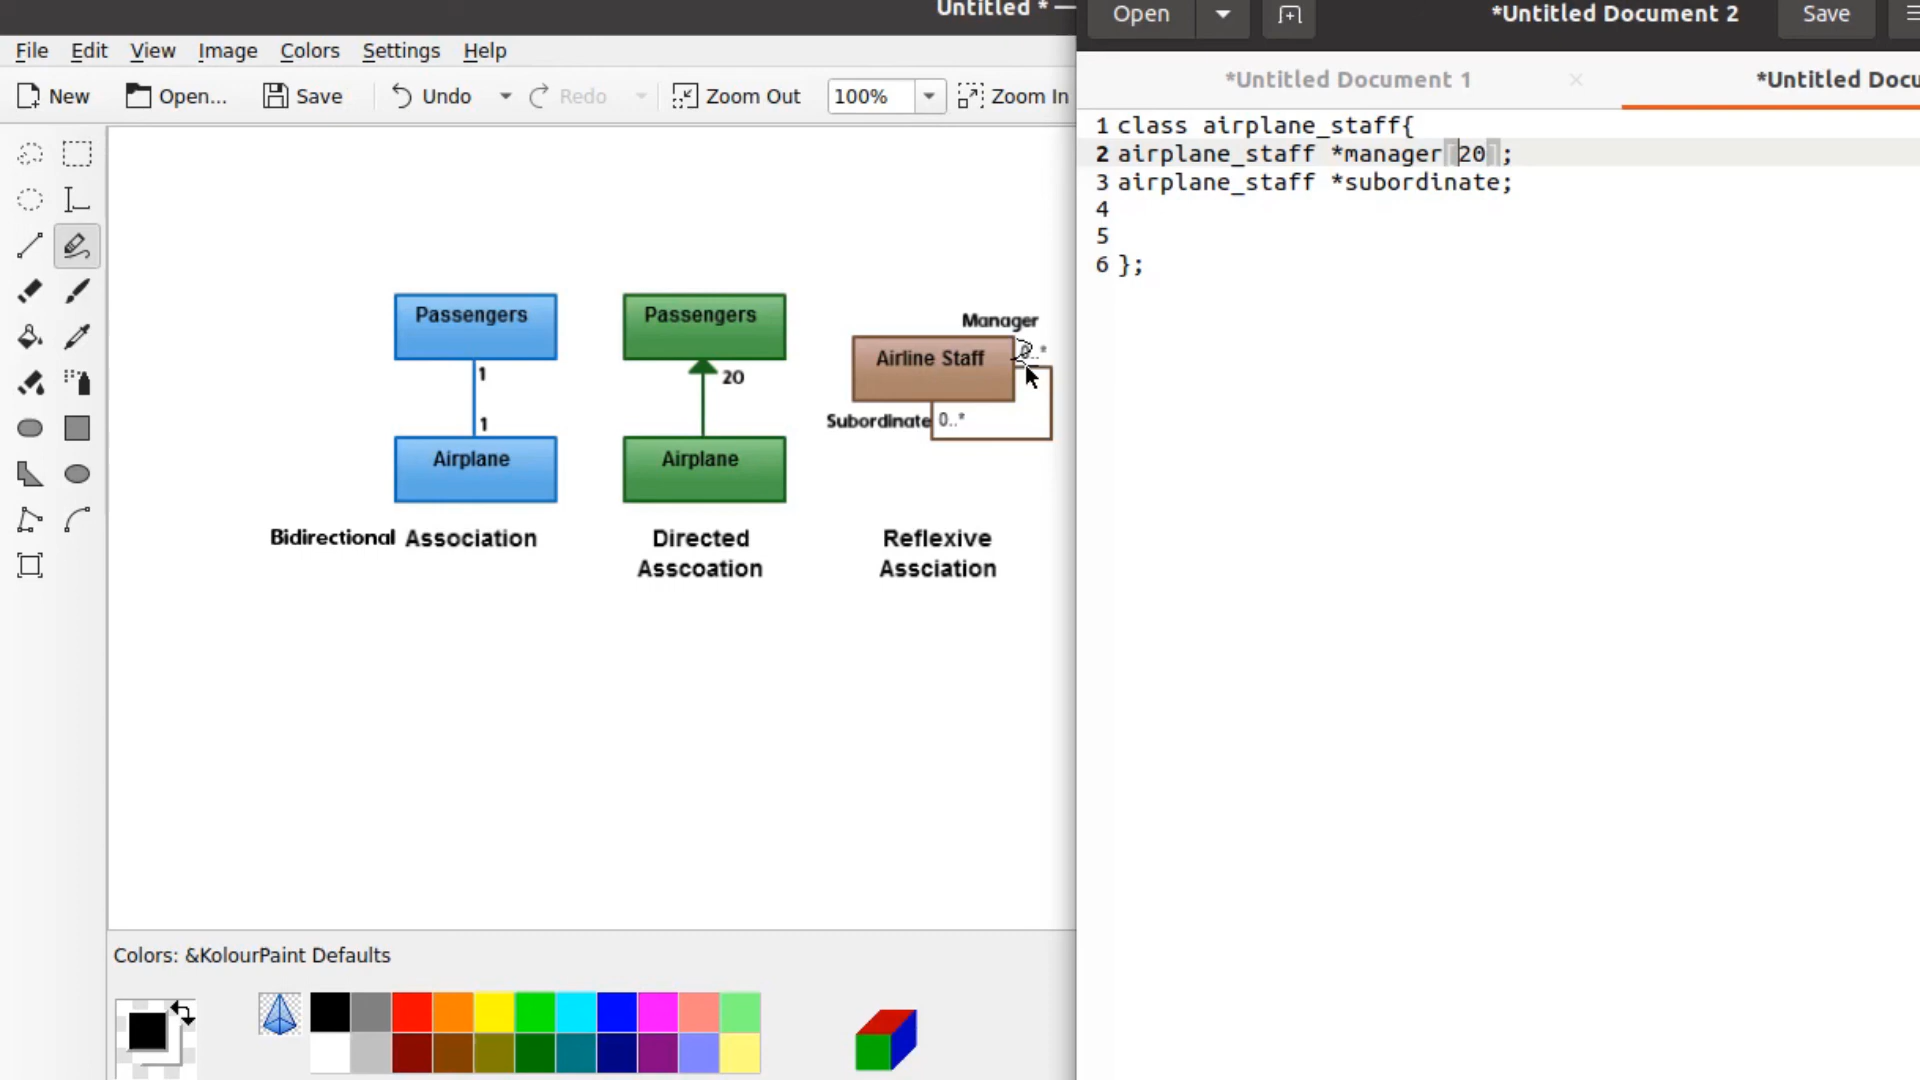 Untitled * —
File Edit View Image Colors Settings Help
New Open... Save Undo Redo Zoom Out 100% Zoom In
Passengers
1
1
Airplane
Bidirectional Association
Passengers
20
Airplane
Directed
Asscoation
Manager
Airline Staff
0..*
Subordinate 0..*
Reflexive
Assciation
Colors: &KolourPaint Defaults
Open *Untitled Document 2 Save
*Untitled Document 1 *Untitled Docu
1 class airplane_staff{
2 airplane_staff *manager[20];
3 airplane_staff *subordinate;
4
5
6 };